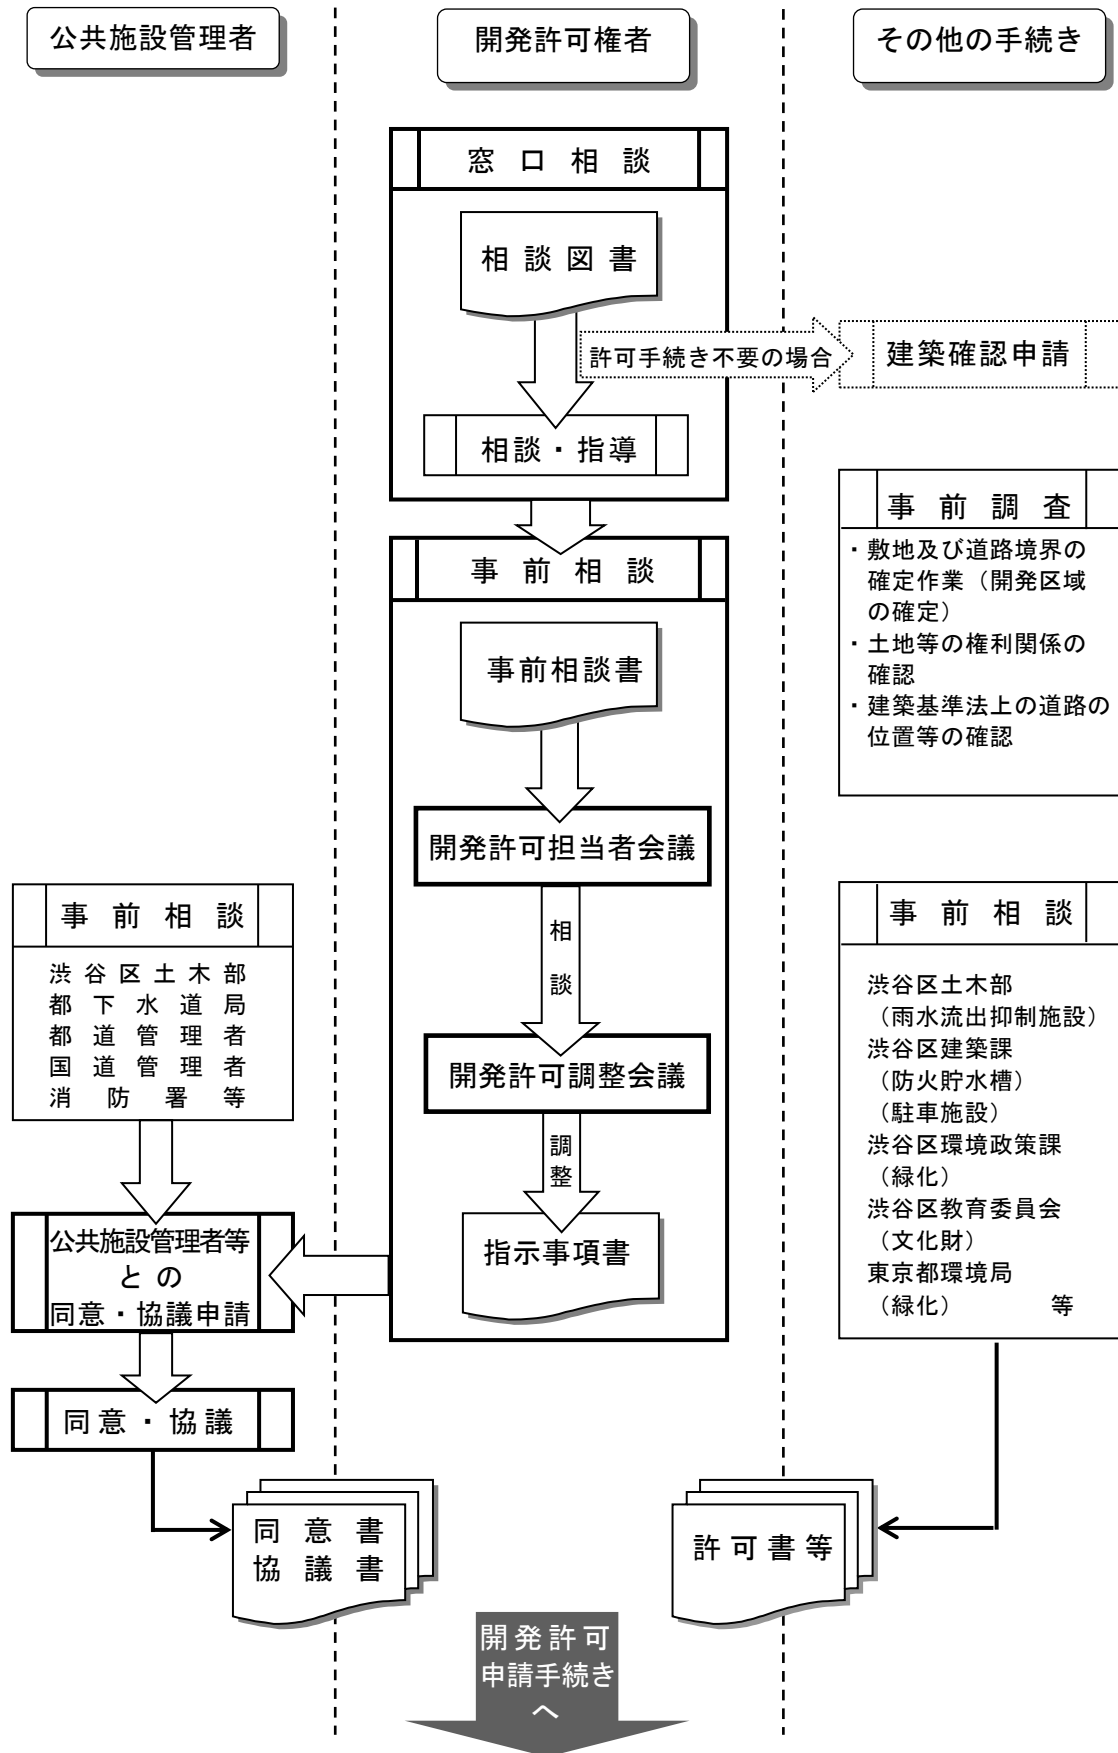 公共施設管理者
開発許可権者
その他の手続き
窓口相談
相談図書
許可手続き不要の場合
建築確認申請
相談・指導
事前調査
・敷地及び道路境界の
確定作業（開発区域
の確定）
・土地等の権利関係の
確認
・建築基準法上の道路の
位置等の確認
事前相談
事前相談書
開発許可担当者会議
相談
開発許可調整会議
調整
指示事項書
事前相談
渋谷区土木部
都下水道局
都道管理者
国道管理者
消防署等
公共施設管理者等
との
同意・協議申請
同意・協議
事前相談
渋谷区土木部
（雨水流出抑制施設）
渋谷区建築課
（防火貯水槽）
（駐車施設）
渋谷区環境政策課
（緑化）
渋谷区教育委員会
（文化財）
東京都環境局
（緑化）　等
同意書
協議書
許可書等
開発許可
申請手続き
へ